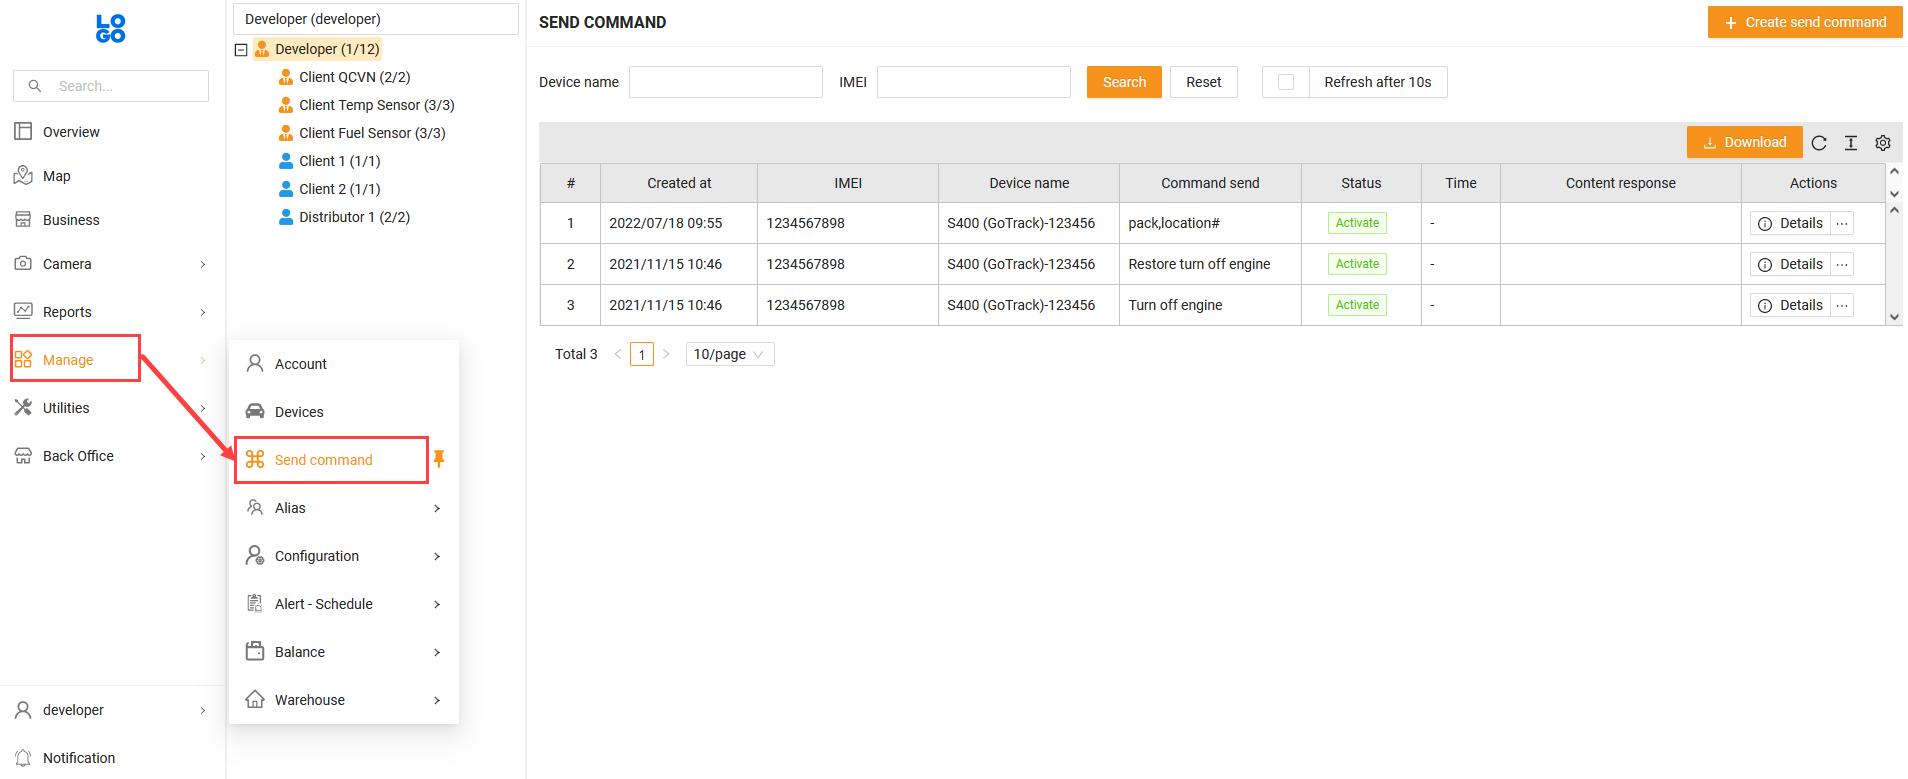 LO
GO
Search...
Overview
Map
Business
Camera
Reports
Manage
Utilities
Back Office
developer
Notification
Developer (developer)
Developer (1/12)
Client QCVN (2/2)
Client Temp Sensor (3/3)
Client Fuel Sensor (3/3)
Client 1 (1/1)
Client 2 (1/1)
Distributor 1 (2/2)
Account
Devices
Send command
Alias
Configuration
Alert - Schedule
Balance
Warehouse
SEND COMMAND
+ Create send command
Device name IMEI Search Reset Refresh after 10s
Download
# Created at IMEI Device name Command send Status Time Content response Actions
1 2022/07/18 09:55 1234567898 S400 (GoTrack)-123456 pack,location# Activate - Details ...
2 2021/11/15 10:46 1234567898 S400 (GoTrack)-123456 Restore turn off engine Activate - Details ...
3 2021/11/15 10:46 1234567898 S400 (GoTrack)-123456 Turn off engine Activate - Details ...
Total 3 < 1 > 10/page